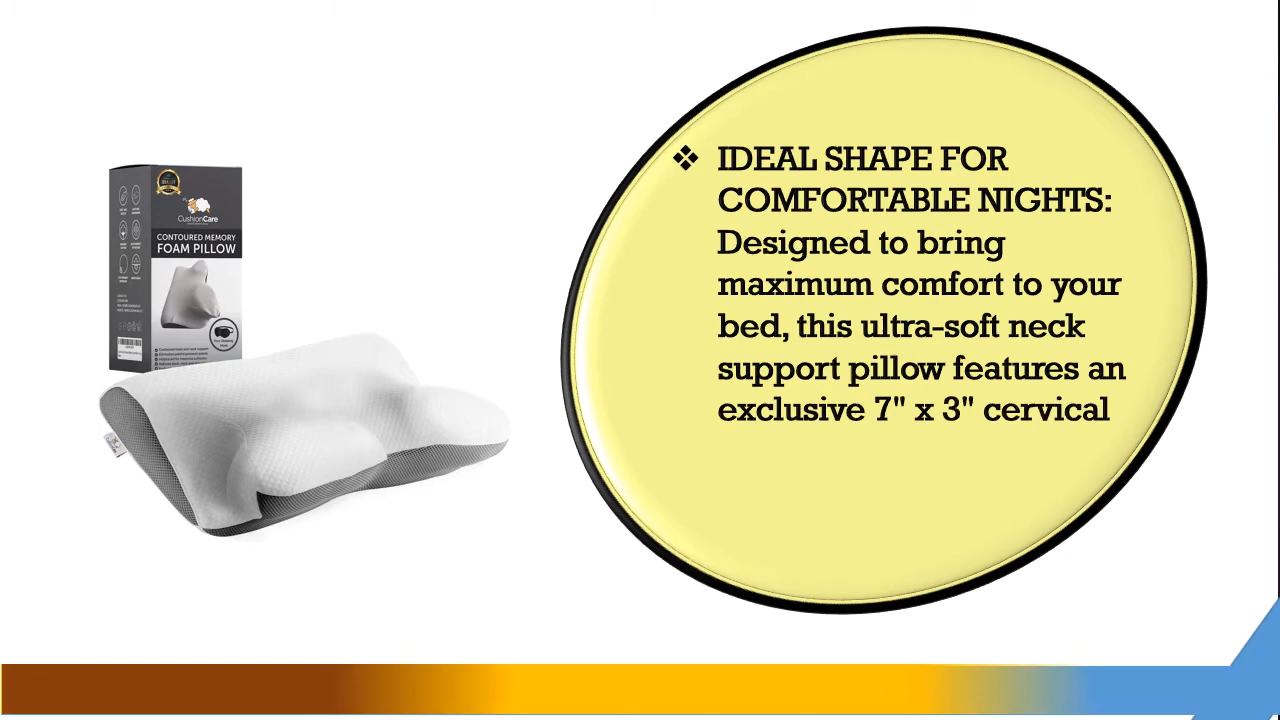 CushionCare
CONTOURED MEMORY
FOAM PILLOW
❖ IDEAL SHAPE FOR
COMFORTABLE NIGHTS:
Designed to bring
maximum comfort to your
bed, this ultra-soft neck
support pillow features an
exclusive 7" x 3" cervical